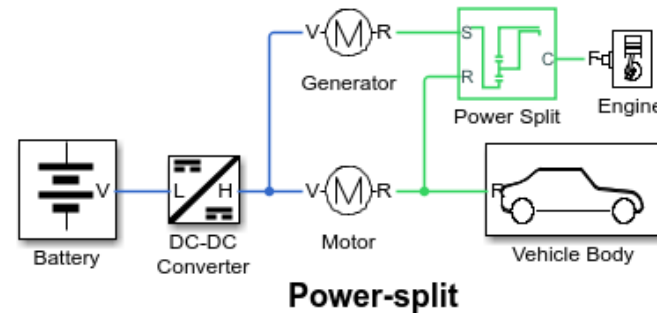 V M R
Generator
S
R
C
Power Split
F
Engine
V
Battery
L H
DC-DC
Converter
V M R
Motor
R
Vehicle Body
Power-split